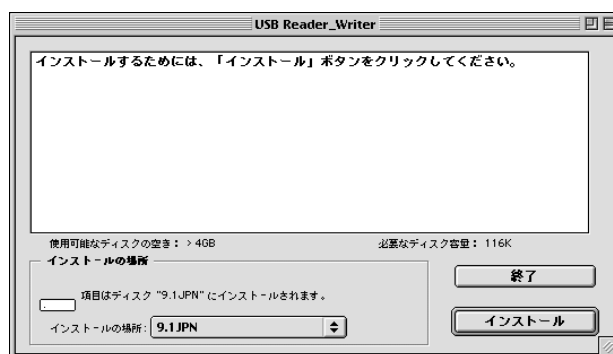 USB Reader_Writer
インストールするためには、「インストール」ボタンをクリックしてください。
使用可能なディスクの空き： > 4GB
必要なディスク容量： 116K
インストールの場所
項目はディスク "9.1JPN" にインストールされます。
インストールの場所: 9.1JPN
終了
インストール